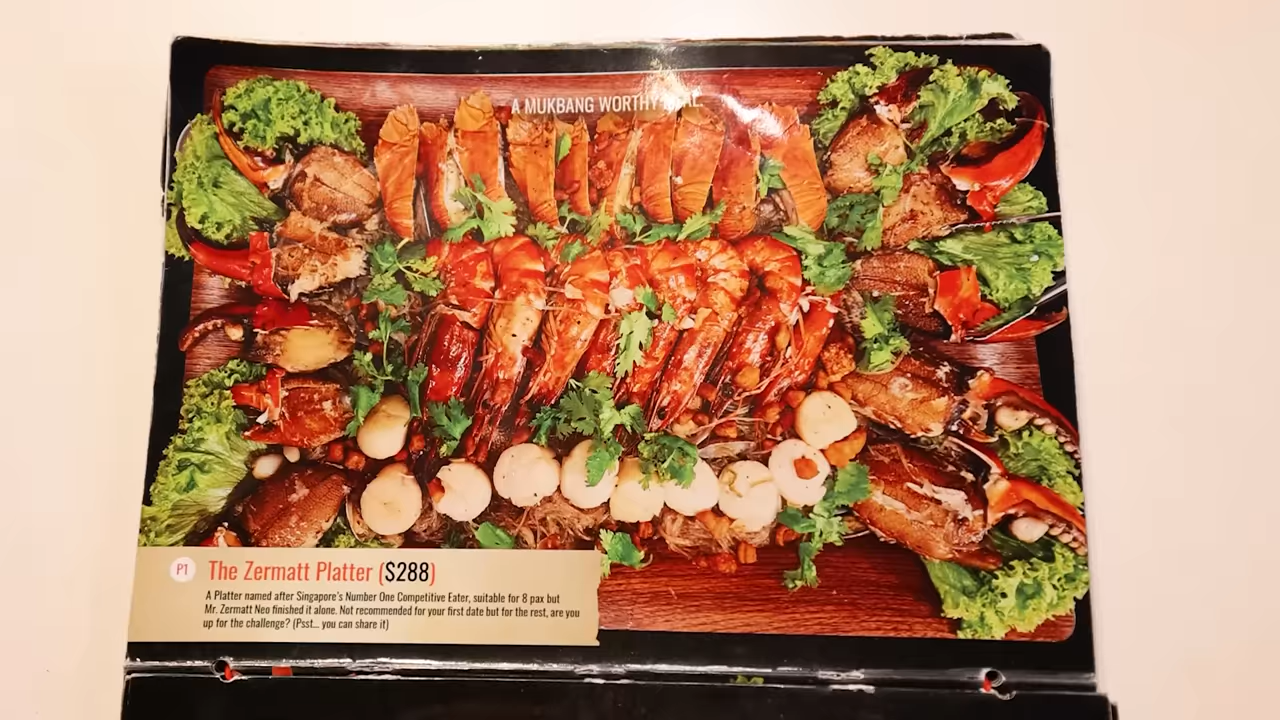 A MUKBANG WORTHY
P1 The Zermatt Platter ($288)
A Platter named after Singapore's Number One Competitive Eater, suitable for 8 pax but
Mr. Zermatt Neo finished it alone. Not recommended for your first date but for the rest, are you
up for the challenge? (Psst... you can share it)